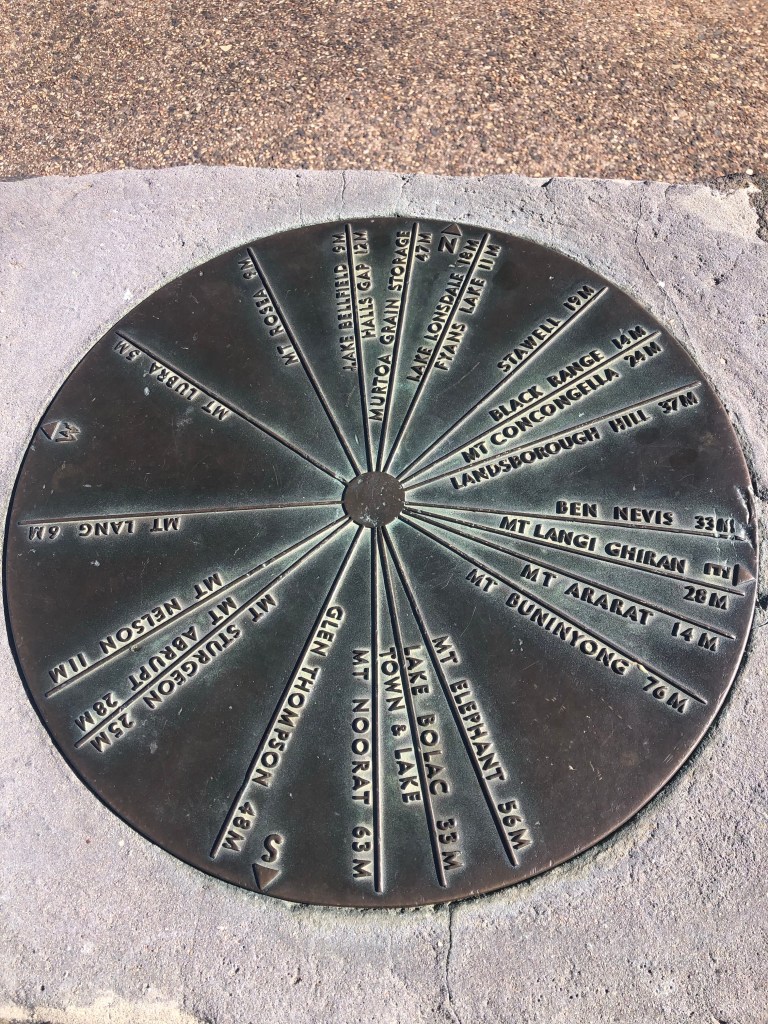 N
LAKE LONSDALE 18M
FYANS LAKE 11M
STAWELL 19M
BLACK RANGE 14M
MT CONCONGELLA 24M
LANDSBOROUGH HILL 37M
BEN NEVIS 33M
MT LANGI GHIRAN 28M
E
MT ARARAT 14M
MT BUNINYONG 76M
MT ELEPHANT 56M
LAKE BOLAC 33M
TOWN & LAKE
MT NOORAT 63M
S
GLEN THOMPSON 48M
MT STURGEON 25M
MT ABRUPT 28M
MT NELSON 11M
MT LANG 6M
W
MT LUBRA 5M
MT ROSEA 9M
LAKE BELLFIELD 9M
HALLS GAP 12M
MURTOA GRAIN STORAGE 47M